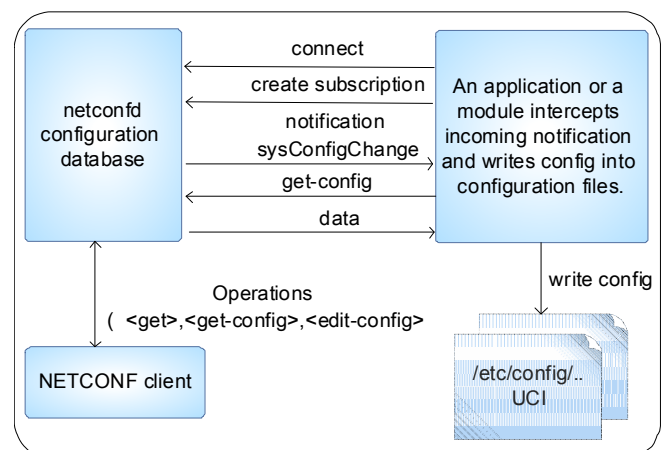 connect
create subscription
notification
sysConfigChange
get-config
data
netconfd
configuration
database
An application or a
module intercepts
incoming notification
and writes config into
configuration files.
write config
Operations
( <get>,<get-config>,<edit-config>
NETCONF client
/etc/config/..
UCI